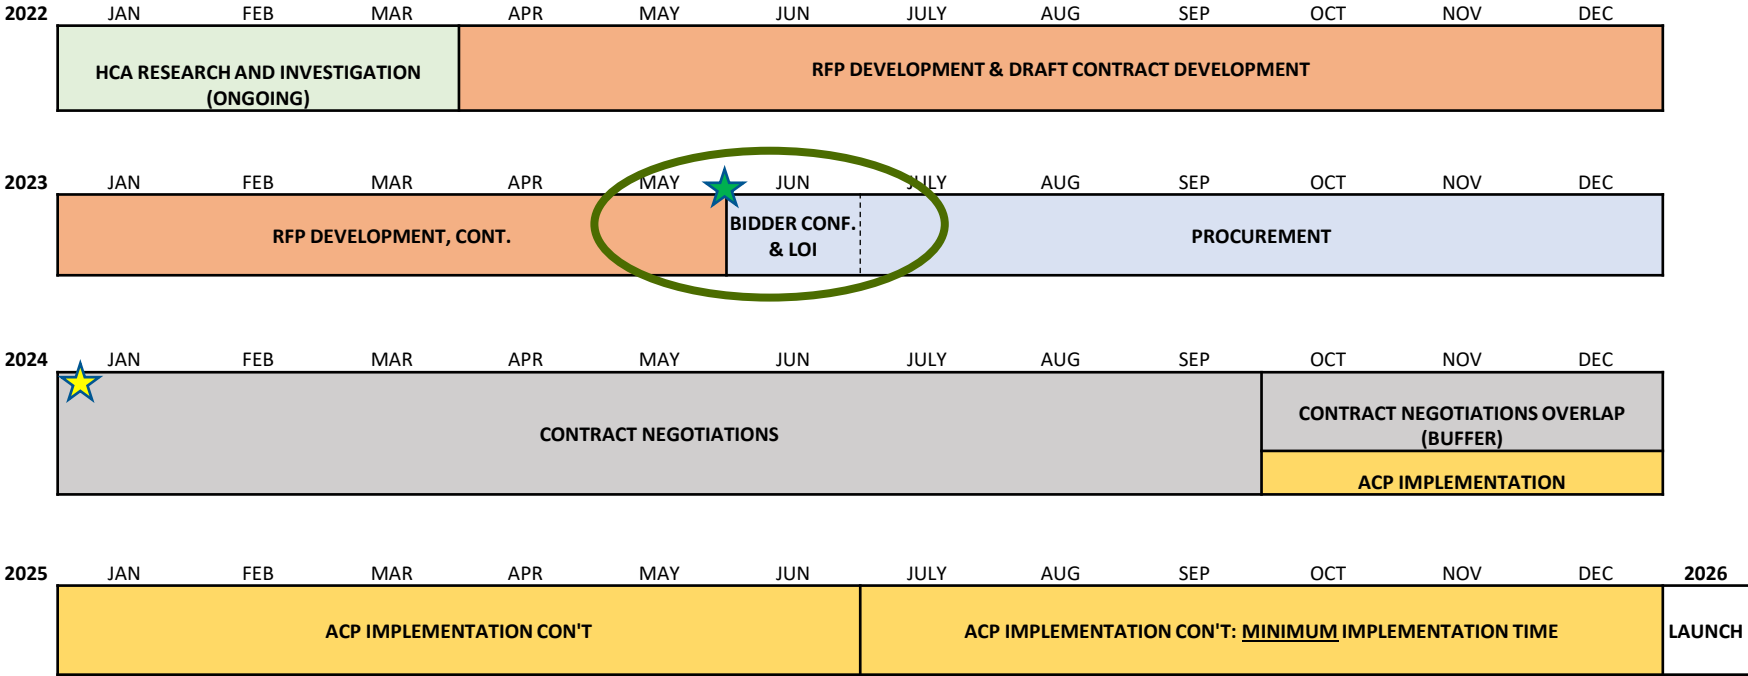 2022 JAN FEB MAR APR MAY JUN JULY AUG SEP OCT NOV DEC
HCA RESEARCH AND INVESTIGATION
(ONGOING)
RFP DEVELOPMENT & DRAFT CONTRACT DEVELOPMENT
2023 JAN FEB MAR APR MAY JUN JULY AUG SEP OCT NOV DEC
RFP DEVELOPMENT, CONT.
BIDDER CONF.
& LOI
PROCUREMENT
2024 JAN FEB MAR APR MAY JUN JULY AUG SEP OCT NOV DEC
CONTRACT NEGOTIATIONS
CONTRACT NEGOTIATIONS OVERLAP
(BUFFER)
ACP IMPLEMENTATION
2025 JAN FEB MAR APR MAY JUN JULY AUG SEP OCT NOV DEC 2026
ACP IMPLEMENTATION CON'T
ACP IMPLEMENTATION CON'T: MINIMUM IMPLEMENTATION TIME
LAUNCH